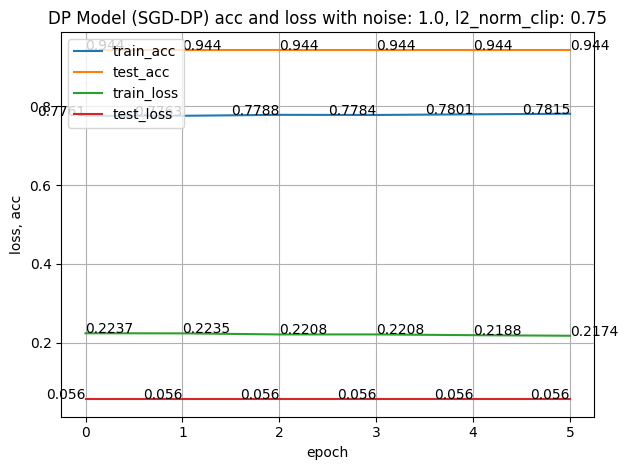 DP Model (SGD-DP) acc and loss with noise: 1.0, l2_norm_clip: 0.75
0.944 0.944 0.944 0.944 0.944 0.944
train_acc
test_acc
train_loss
test_loss
0.8
0.7761 0.7763 0.7788 0.7784 0.7801 0.7815
0.6
loss, acc
0.4
0.2237 0.2235 0.2208 0.2208 0.2188 0.2174
0.2
0.056 0.056 0.056 0.056 0.056 0.056
0 1 2 3 4 5
epoch